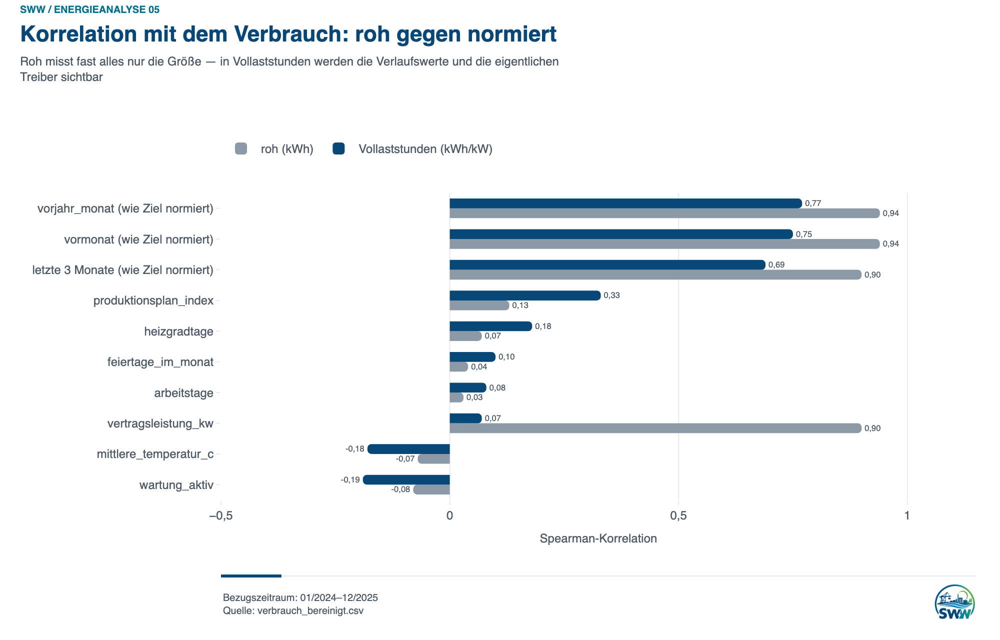 SWW / ENERGIEANALYSE 05
Korrelation mit dem Verbrauch: roh gegen normiert
Roh misst fast alles nur die Größe — in Vollaststunden werden die Verlaufswerte und die eigentlichen
Treiber sichtbar
roh (kWh) Vollaststunden (kWh/kW)
vorjahr_monat (wie Ziel normiert) 0,77
0,94
vormonat (wie Ziel normiert) 0,75
0,94
letzte 3 Monate (wie Ziel normiert) 0,69
0,90
produktionsplan_index 0,33
0,13
heizgradtage 0,18
0,07
feiertage_im_monat 0,10
0,04
arbeitstage 0,08
0,03
vertragsleistung_kw 0,07
0,90
mittlere_temperatur_c -0,18
-0,07
wartung_aktiv -0,19
-0,08
−0,5 0 0,5 1
Spearman-Korrelation
Bezugszeitraum: 01/2024–12/2025
Quelle: verbrauch_bereinigt.csv
SWW